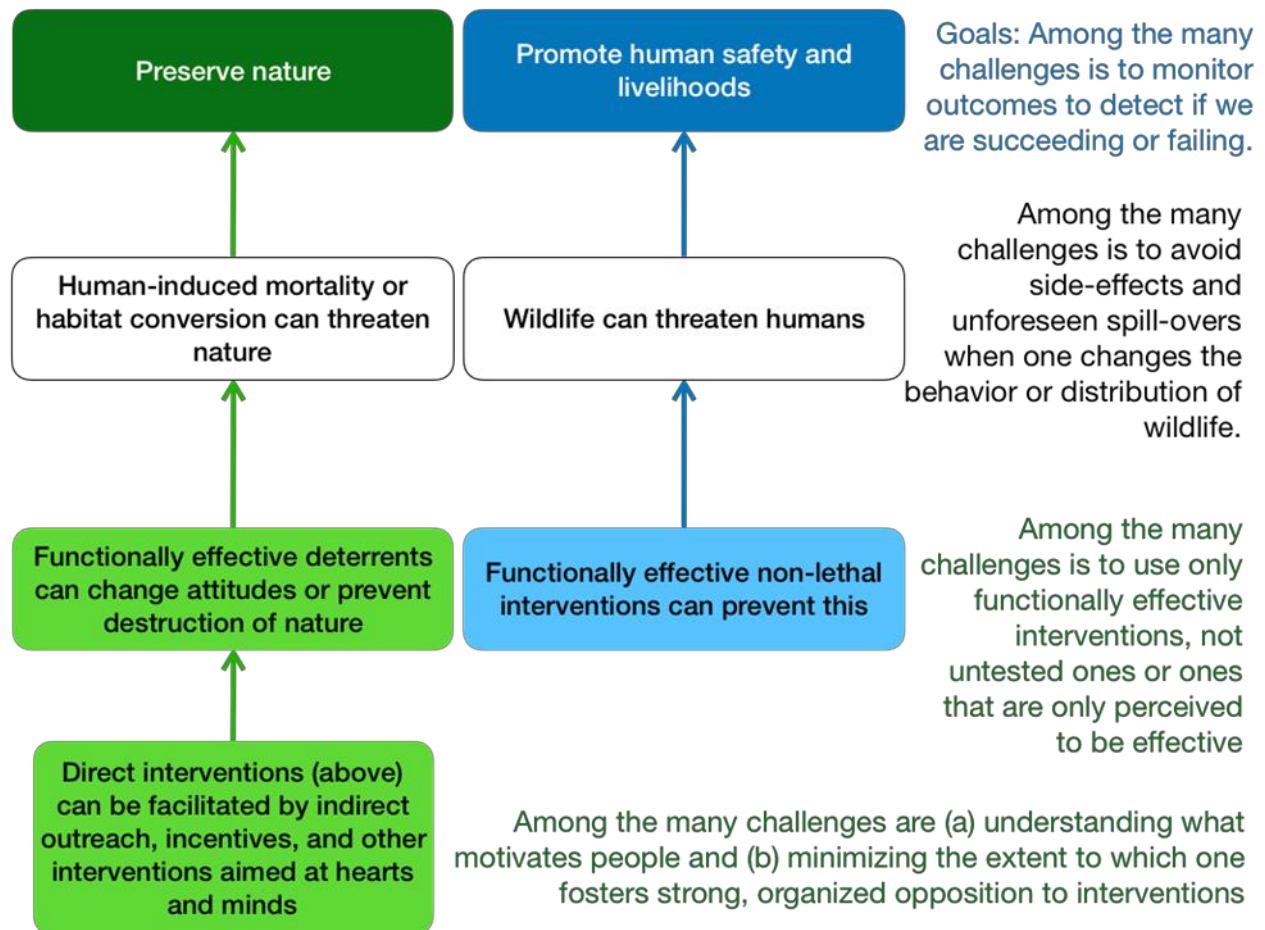 Preserve nature
Promote human safety and
livelihoods
Goals: Among the many
challenges is to monitor
outcomes to detect if we
are succeeding or failing.
Human-induced mortality or
habitat conversion can threaten
nature
Wildlife can threaten humans
Among the many
challenges is to avoid
side-effects and
unforeseen spill-overs
when one changes the
behavior or distribution of
wildlife.
Functionally effective deterrents
can change attitudes or prevent
destruction of nature
Functionally effective non-lethal
interventions can prevent this
Among the many
challenges is to use only
functionally effective
interventions, not
untested ones or ones
that are only perceived
to be effective
Direct interventions (above)
can be facilitated by indirect
outreach, incentives, and other
interventions aimed at hearts
and minds
Among the many challenges are (a) understanding what
motivates people and (b) minimizing the extent to which one
fosters strong, organized opposition to interventions